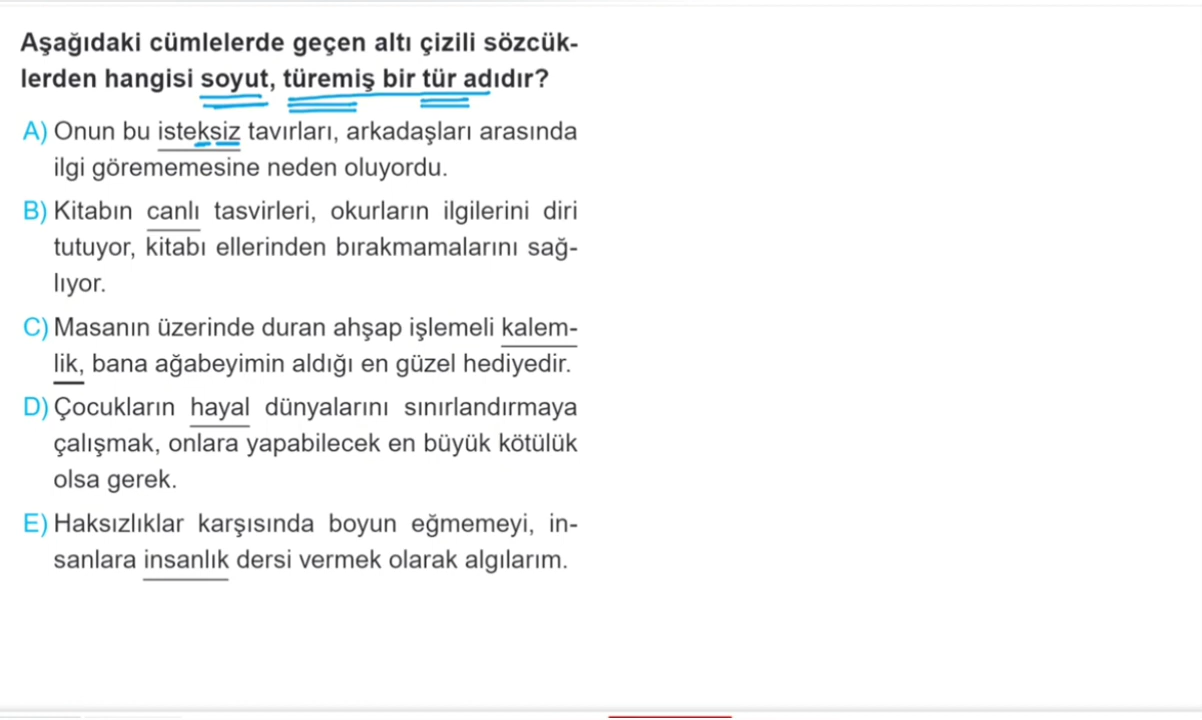 Aşağıdaki cümlelerde geçen altı çizili sözcük-
lerden hangisi soyut, türemiş bir tür adıdır?
A) Onun bu isteksiz tavırları, arkadaşları arasında
ilgi görememesine neden oluyordu.
B) Kitabın canlı tasvirleri, okurların ilgilerini diri
tutuyor, kitabı ellerinden bırakmamalarını sağ-
lıyor.
C) Masanın üzerinde duran ahşap işlemeli kalem-
lik, bana ağabeyimin aldığı en güzel hediyedir.
D) Çocukların hayal dünyalarını sınırlandırmaya
çalışmak, onlara yapabilecek en büyük kötülük
olsa gerek.
E) Haksızlıklar karşısında boyun eğmemeyi, in-
sanlara insanlık dersi vermek olarak algılarım.